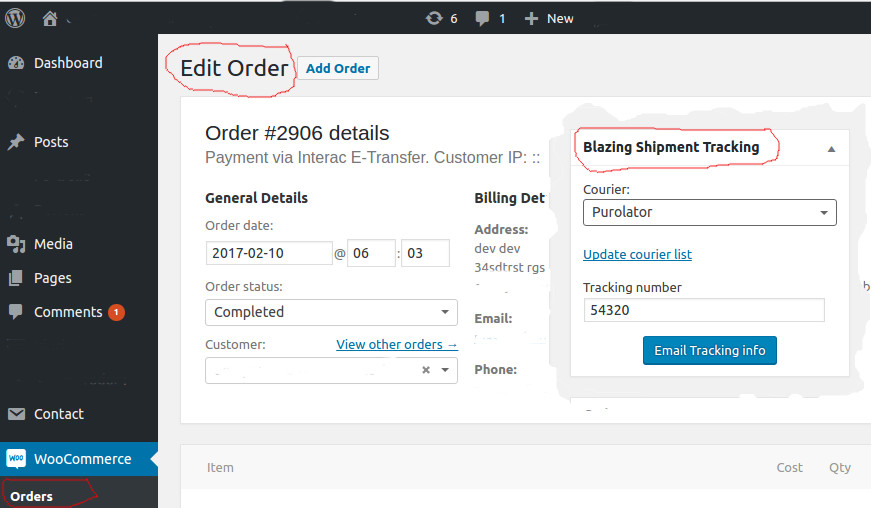 6 1 New
Dashboard
Posts
Media
Pages
Comments 1
Contact
WOO WooCommerce
Orders
Edit Order Add Order
Order #2906 details
Payment via Interac E-Transfer. Customer IP: ::
General Details
Order date:
2017-02-10 @ 06 : 03
Order status:
Completed
Customer: View other orders →
×
Billing Det
Address:
dev dev
34sdtrst rgs
Email:
Phone:
Blazing Shipment Tracking
Courier:
Purolator
Update courier list
Tracking number
54320
Email Tracking info
Item Cost Qty